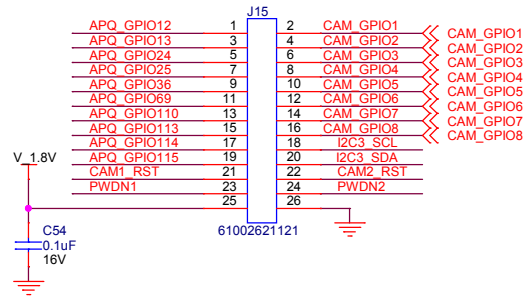 J15
APQ_GPIO12 1 2 CAM_GPIO1 CAM_GPIO1
APQ_GPIO13 3 4 CAM_GPIO2 CAM_GPIO2
APQ_GPIO24 5 6 CAM_GPIO3 CAM_GPIO3
APQ_GPIO25 7 8 CAM_GPIO4 CAM_GPIO4
APQ_GPIO36 9 10 CAM_GPIO5 CAM_GPIO5
APQ_GPIO69 11 12 CAM_GPIO6 CAM_GPIO6
APQ_GPIO110 13 14 CAM_GPIO7 CAM_GPIO7
APQ_GPIO113 15 16 CAM_GPIO8 CAM_GPIO8
APQ_GPIO114 17 18 I2C3_SCL
APQ_GPIO115 19 20 I2C3_SDA
V_1.8V
CAM1_RST 21 22 CAM2_RST
PWDN1 23 24 PWDN2
25 26
61002621121
C54
0.1uF
16V